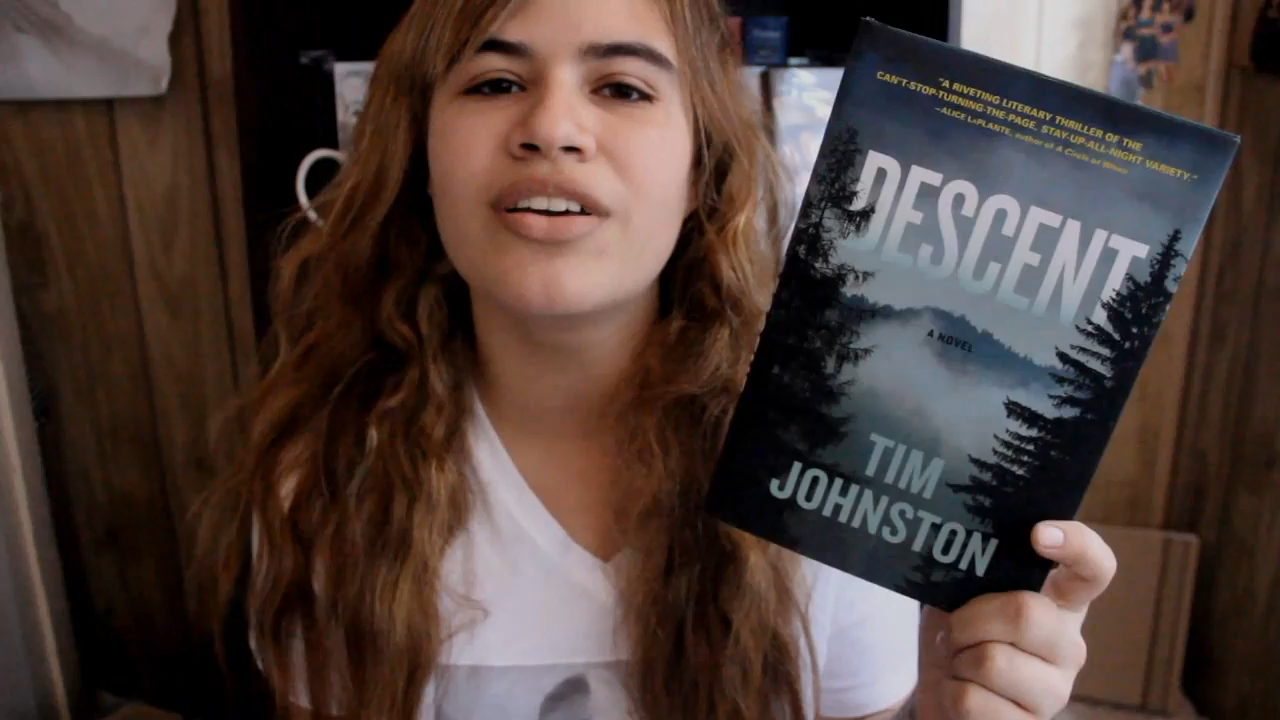 "A RIVETING LITERARY THRILLER OF THE
CAN'T-STOP-TURNING-THE-PAGE, STAY-UP-ALL-NIGHT VARIETY."
–ALICE LaPLANTE, author of A Circle of Wives
DESCENT
A NOVEL
TIM
JOHNSTON